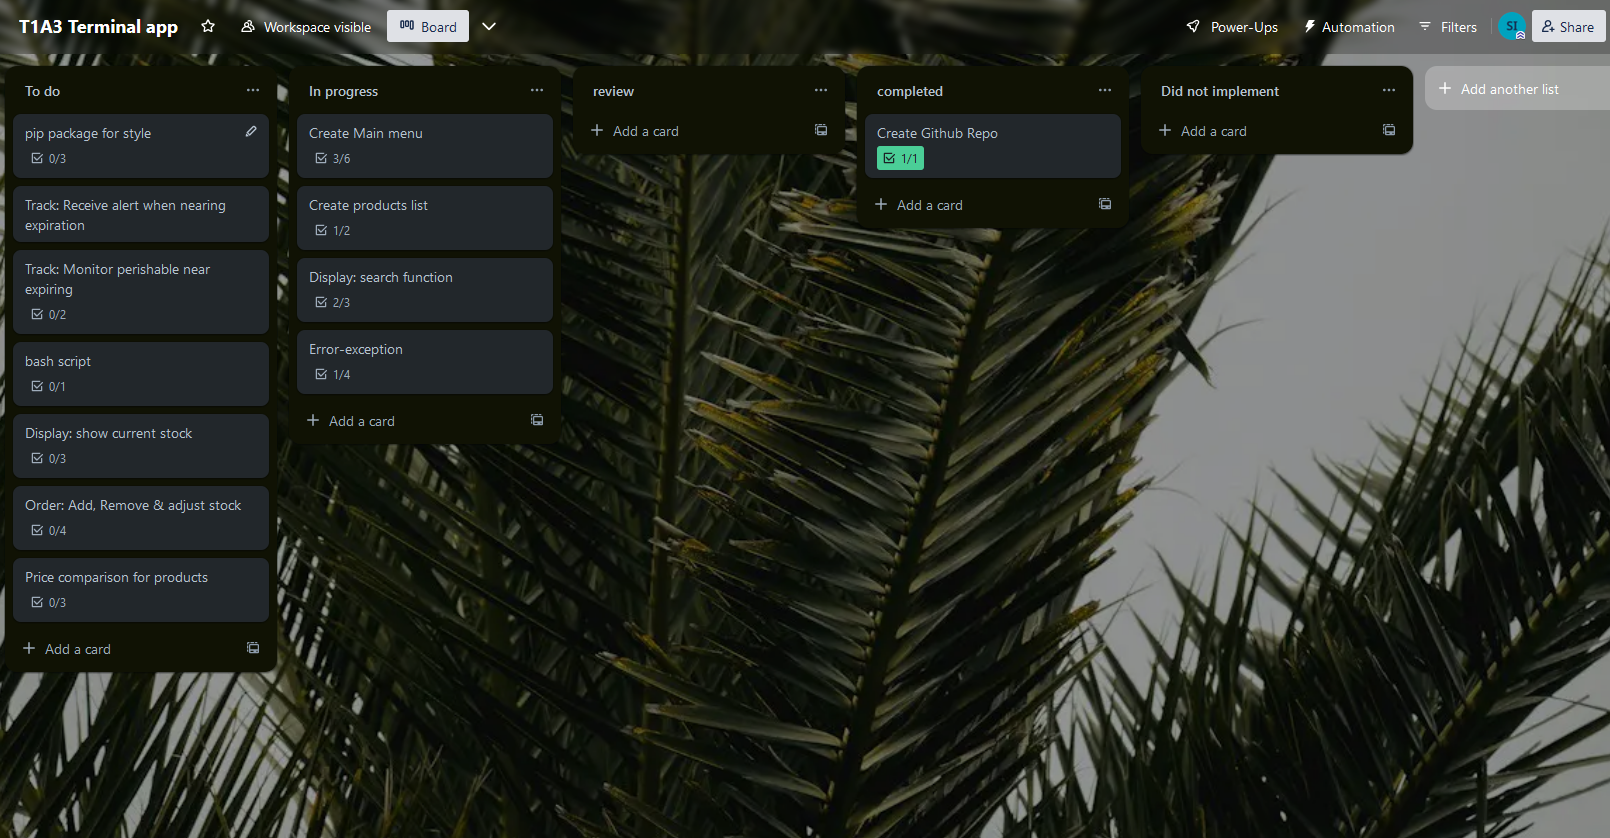 T1A3 Terminal app
Workspace visible
Board
Power-Ups
Automation
Filters
SI
Share
To do
pip package for style
0/3
Track: Receive alert when nearing
expiration
Track: Monitor perishable near
expiring
0/2
bash script
0/1
Display: show current stock
0/3
Order: Add, Remove & adjust stock
0/4
Price comparison for products
0/3
Add a card
In progress
Create Main menu
3/6
Create products list
1/2
Display: search function
2/3
Error-exception
1/4
Add a card
review
Add a card
completed
Create Github Repo
1/1
Add a card
Did not implement
Add a card
Add another list